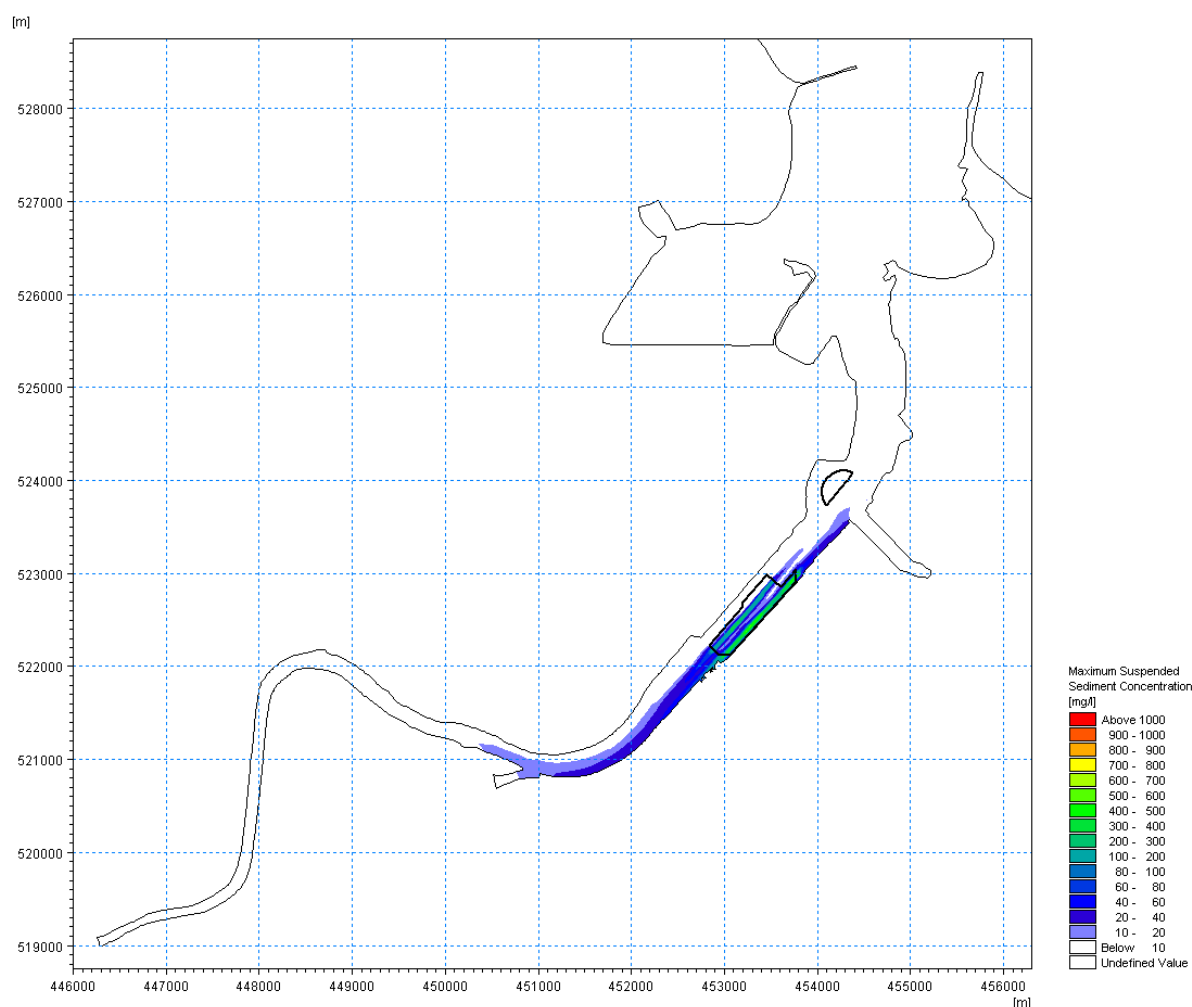 [m]
528000
527000
526000
525000
524000
523000
522000
521000
520000
519000
446000 447000 448000 449000 450000 451000 452000 453000 454000 455000 456000
[m]
Maximum Suspended
Sediment Concentration
[mg/l]
Above 1000
900 - 1000
800 - 900
700 - 800
600 - 700
500 - 600
400 - 500
300 - 400
200 - 300
100 - 200
80 - 100
60 - 80
40 - 60
20 - 40
10 - 20
Below 10
Undefined Value